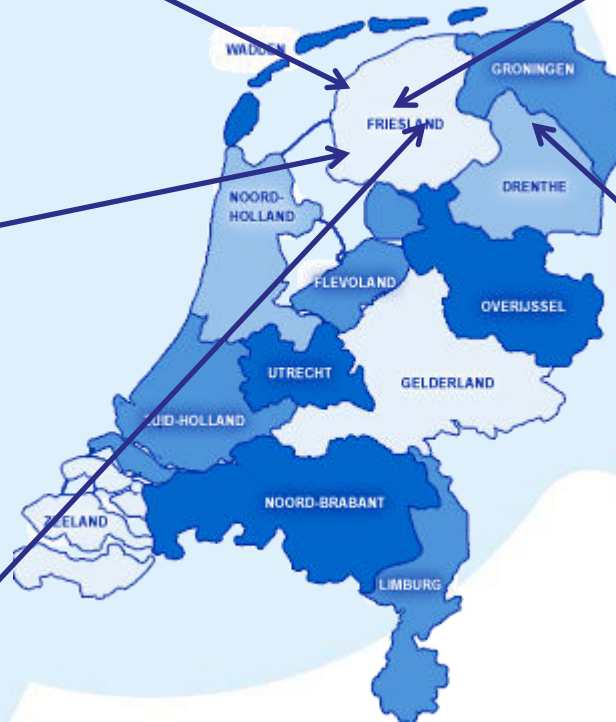 WADDEN
GRONINGEN
FRIESLAND
DRENTHE
NOORD-
HOLLAND
FLEVOLAND
OVERIJSSEL
UTRECHT
GELDERLAND
ZUID-HOLLAND
NOORD-BRABANT
ZEELAND
LIMBURG